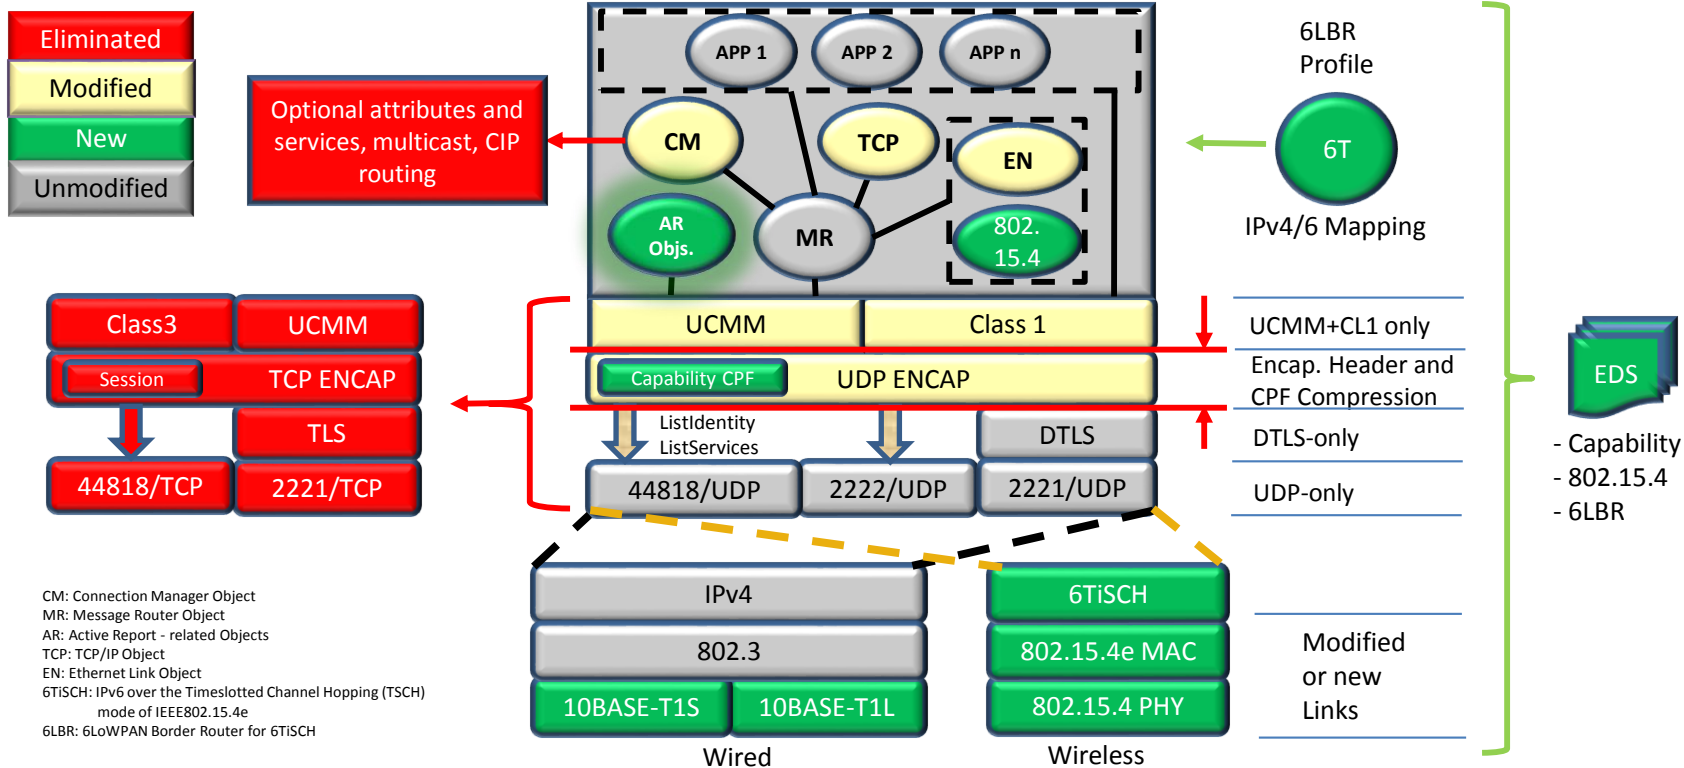 Eliminated
Modified
New
Unmodified
Optional attributes and
services, multicast, CIP
routing
APP 1
APP 2
APP n
CM
TCP
EN
AR
Objs.
MR
802.
15.4
6LBR
Profile
6T
IPv4/6 Mapping
Class3
UCMM
Session
TCP ENCAP
TLS
44818/TCP
2221/TCP
UCMM
Class 1
Capability CPF
UDP ENCAP
ListIdentity
ListServices
DTLS
44818/UDP
2222/UDP
2221/UDP
UCMM+CL1 only
Encap. Header and
CPF Compression
DTLS-only
UDP-only
EDS
- Capability
- 802.15.4
- 6LBR
IPv4
802.3
10BASE-T1S
10BASE-T1L
Wired
6TiSCH
802.15.4e MAC
802.15.4 PHY
Wireless
Modified
or new
Links
CM: Connection Manager Object
MR: Message Router Object
AR: Active Report - related Objects
TCP: TCP/IP Object
EN: Ethernet Link Object
6TiSCH: IPv6 over the Timeslotted Channel Hopping (TSCH)
mode of IEEE802.15.4e
6LBR: 6LoWPAN Border Router for 6TiSCH